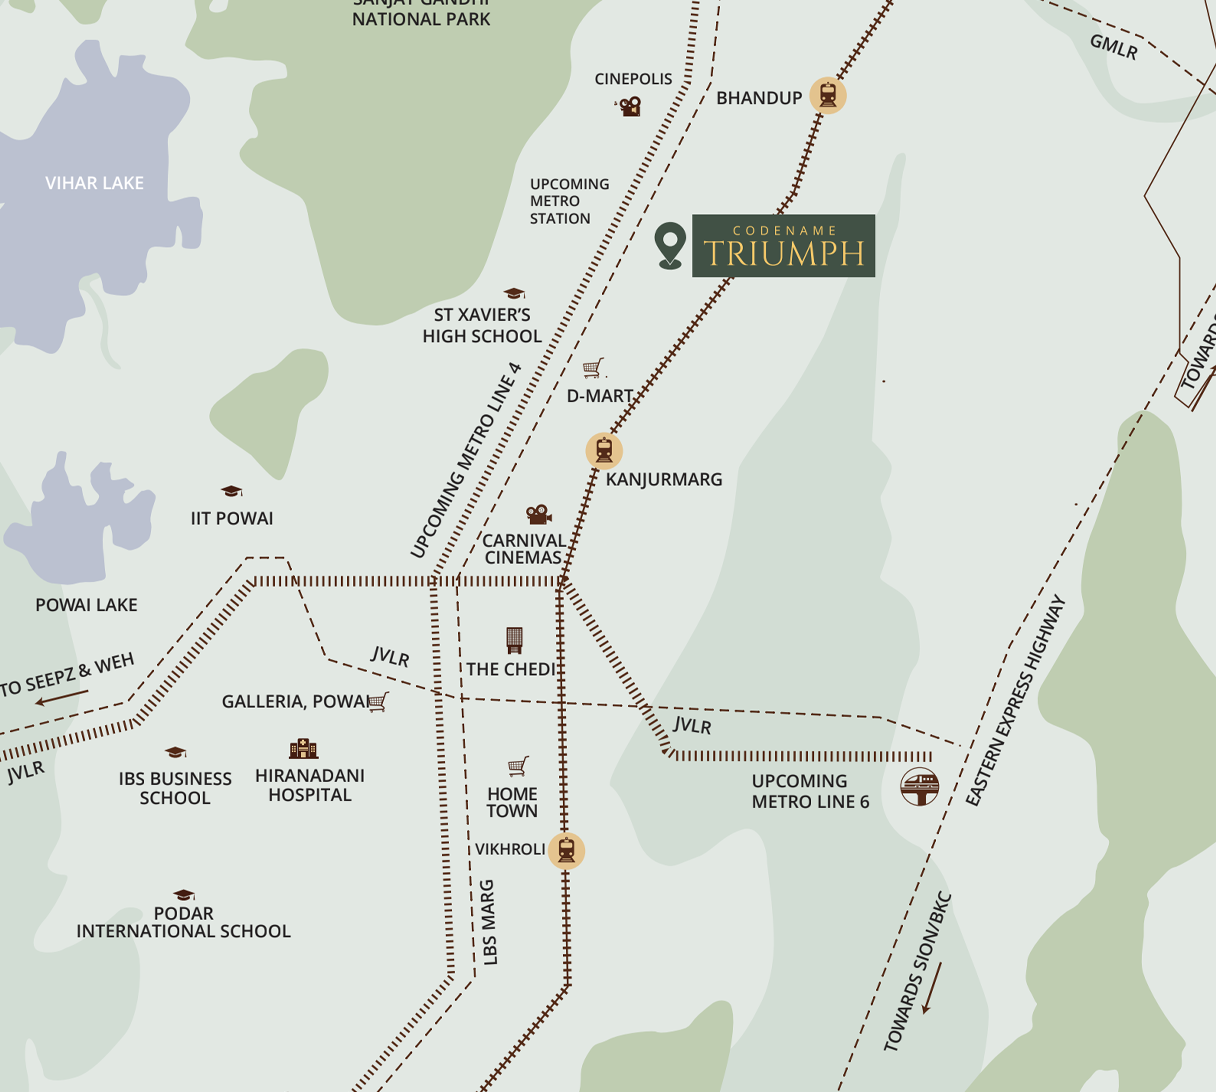 SANJAY GANDHI
NATIONAL PARK
GMLR
CINEPOLIS
BHANDUP
VIHAR LAKE
UPCOMING
METRO
STATION
CODENAME
TRIUMPH
ST XAVIER'S
HIGH SCHOOL
TOWARDS
D-MART
UPCOMING METRO LINE 4
KANJURMARG
IIT POWAI
CARNIVAL
CINEMAS
POWAI LAKE
TO SEEPZ & WEH
JVLR
THE CHEDI
EASTERN EXPRESS HIGHWAY
GALLERIA, POWAI
JVLR
JVLR
IBS BUSINESS
SCHOOL
HIRANADANI
HOSPITAL
HOME
TOWN
UPCOMING
METRO LINE 6
VIKHROLI
LBS MARG
PODAR
INTERNATIONAL SCHOOL
TOWARDS SION/BKC